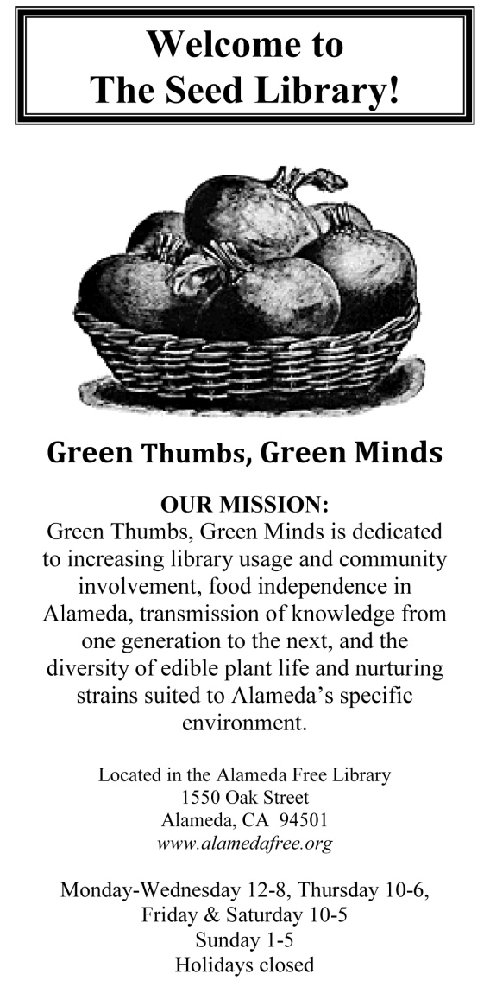 Welcome to
The Seed Library!
Green Thumbs, Green Minds
OUR MISSION:
Green Thumbs, Green Minds is dedicated
to increasing library usage and community
involvement, food independence in
Alameda, transmission of knowledge from
one generation to the next, and the
diversity of edible plant life and nurturing
strains suited to Alameda’s specific
environment.
Located in the Alameda Free Library
1550 Oak Street
Alameda, CA  94501
www.alamedafree.org
Monday-Wednesday 12-8, Thursday 10-6,
Friday & Saturday 10-5
Sunday 1-5
Holidays closed